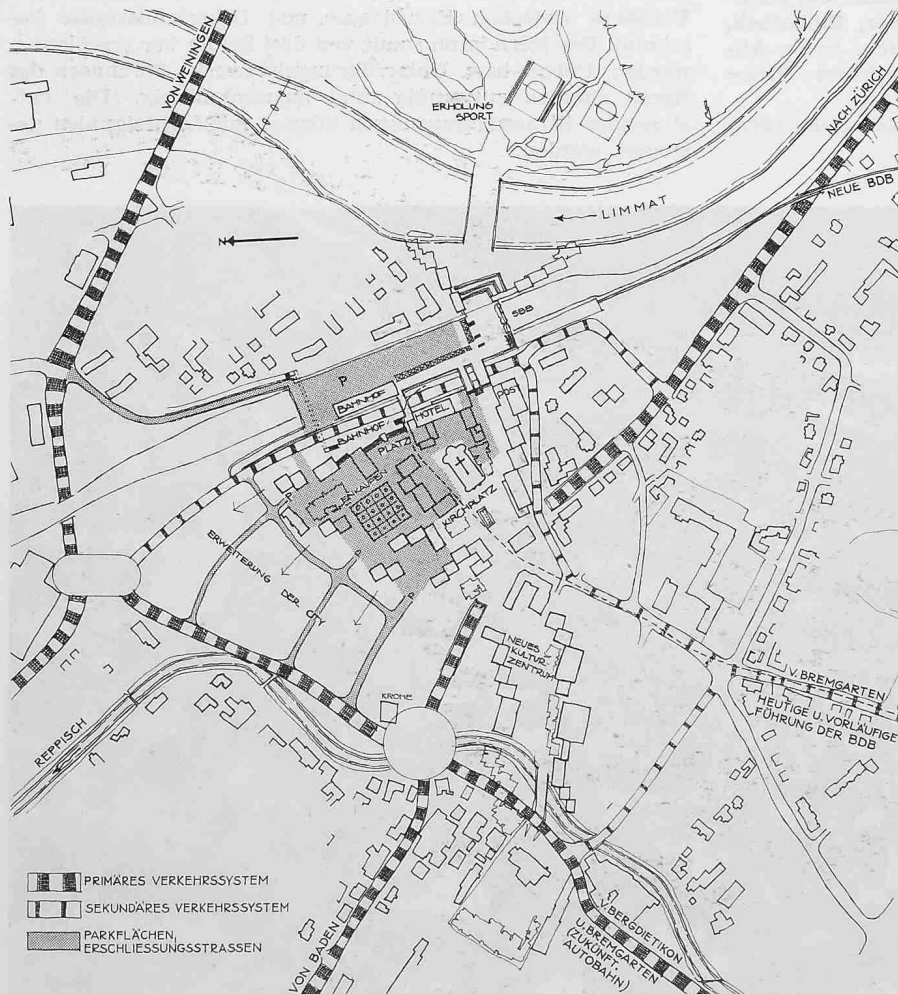 VON WEININGEN
ERHOLUNG
SPORT
NACH ZÜRICH
NEUE BDB
LIMMAT
N
SBB
P
BAHNHOF
POST
HOTEL
BAHNHOF
PLATZ
P
EINKAUFEN
KIRCHPLATZ
ERWEITERUNG
DER CITY
P
P
NEUES
KULTUR
ZENTRUM
V. BREMGARTEN
HEUTIGE U. VORLÄUFIGE
FÜHRUNG DER BDB
KRONE
REPPISCH
PRIMÄRES VERKEHRSSYSTEM
SEKUNDÄRES VERKEHRSSYSTEM
PARKFLÄCHEN,
ERSCHLIESSUNGSSTRASSEN
VON BADEN
V. BERGDIETIKON
U. BREMGARTEN
(ZUKÜNFT.
AUTOBAHN)